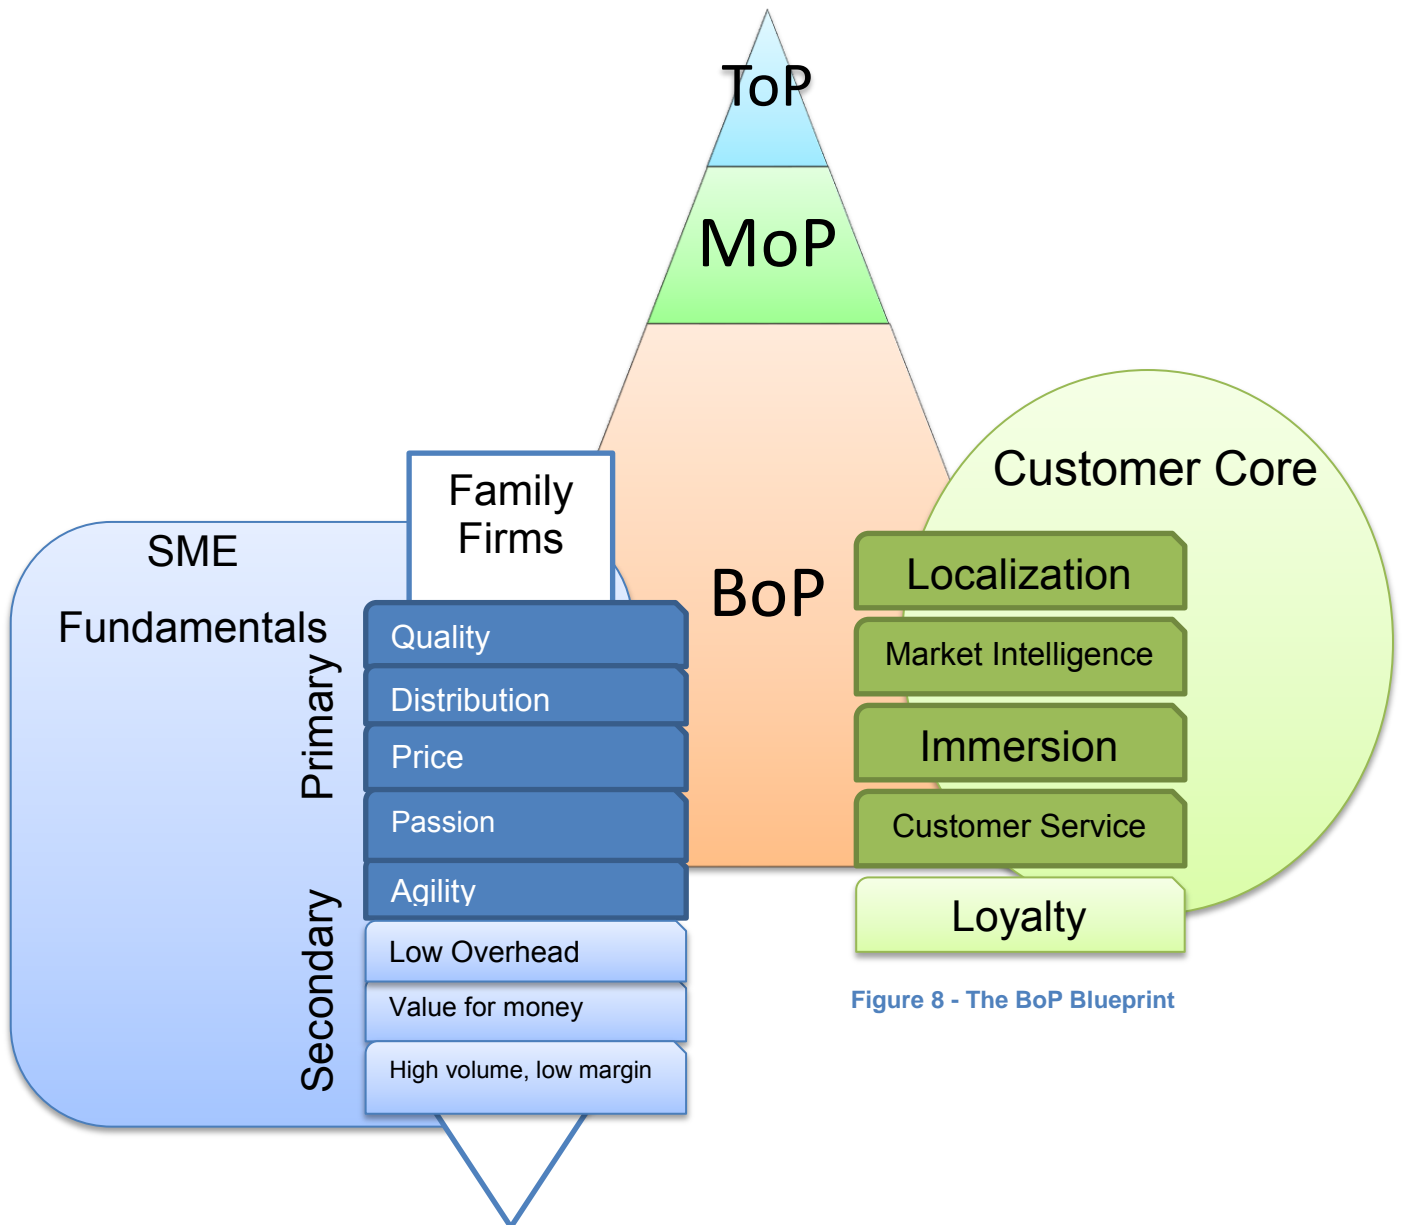 ToP
MoP
BoP
Family
Firms
SME
Fundamentals
Primary
Secondary
Quality
Distribution
Price
Passion
Agility
Low Overhead
Value for money
High volume, low margin
Customer Core
Localization
Market Intelligence
Immersion
Customer Service
Loyalty
Figure 8 - The BoP Blueprint